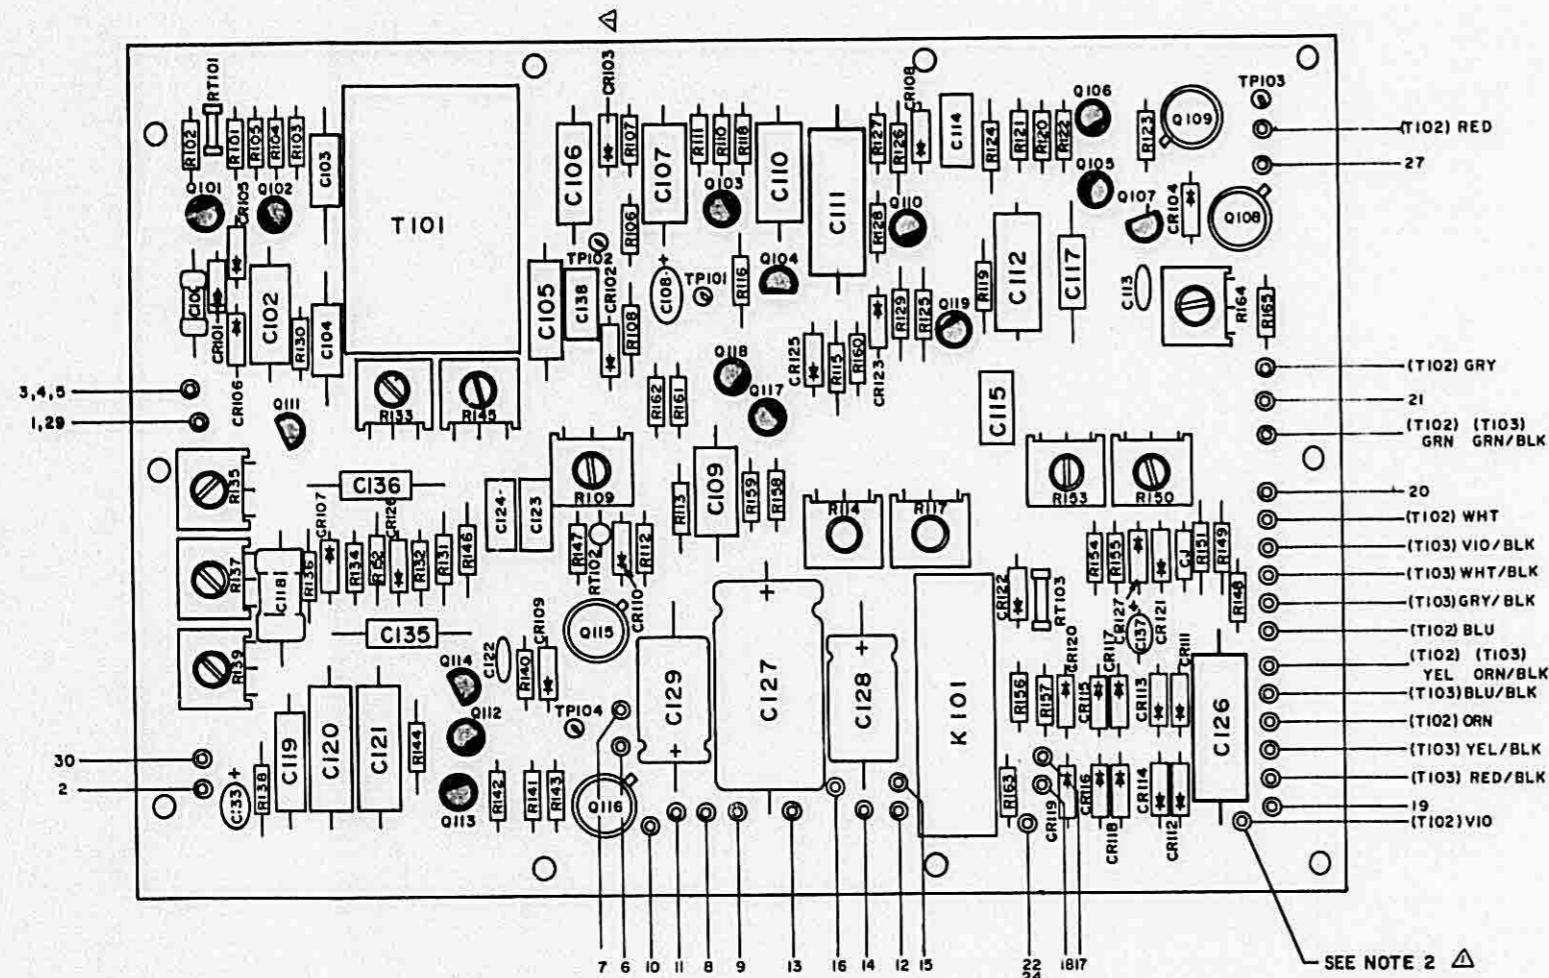 RT101
CR103
CR108
Q106
Q109
TP103
(T102) RED
R102
R101
R105
R104
R103
C103
T101
C106
R107
C107
R111
R110
R118
C110
C111
R127
R126
C114
R124
R121
R120
R122
R123
27
Q101
CR105
Q102
Q103
Q105
Q107
CR104
Q108
R106
R128
Q110
TP102
C105
C138
CR102
C108
+
TP101
R116
Q104
R119
C112
C117
C113
R164
R165
CR101
C102
R130
C104
R108
R129
R125
Q119
CR106
Q118
CR125
R115
R160
CR123
(T102) GRY
3,4,5
1,29
Q111
R133
R145
R162
R161
Q117
C115
21
(T102) (T103)
GRN GRN/BLK
R135
C136
C124
C123
R109
R113
C109
R159
R158
R114
R117
R153
R150
20
(T102) WHT
(T103) VIO/BLK
(T103) WHT/BLK
(T103) GRY/BLK
(T102) BLU
CR107
CR126
R137
C118
R136
R134
R152
R132
R131
R146
R147
RT102
R112
CR110
CR122
RT103
R154
R155
CR127
+
C137
CR121
CJ
R151
R149
R148
R139
C135
Q115
Q114
C122
R140
CR109
C129
+
C127
+
C128
+
K101
R156
R157
CR120
CR115
CR117
CR113
CR111
C126
(T102) (T103)
YEL ORN/BLK
(T103) BLU/BLK
(T102) ORN
(T103) YEL/BLK
(T103) RED/BLK
19
(T102) VIO
Q112
TP104
30
2
C133
+
R138
C119
C120
C121
R144
Q113
R142
R141
R143
Q116
R163
CR119
CR116
CR118
CR114
CR112
7
6
10
11
8
9
13
16
14
12
15
22
24
18
17
SEE NOTE 2